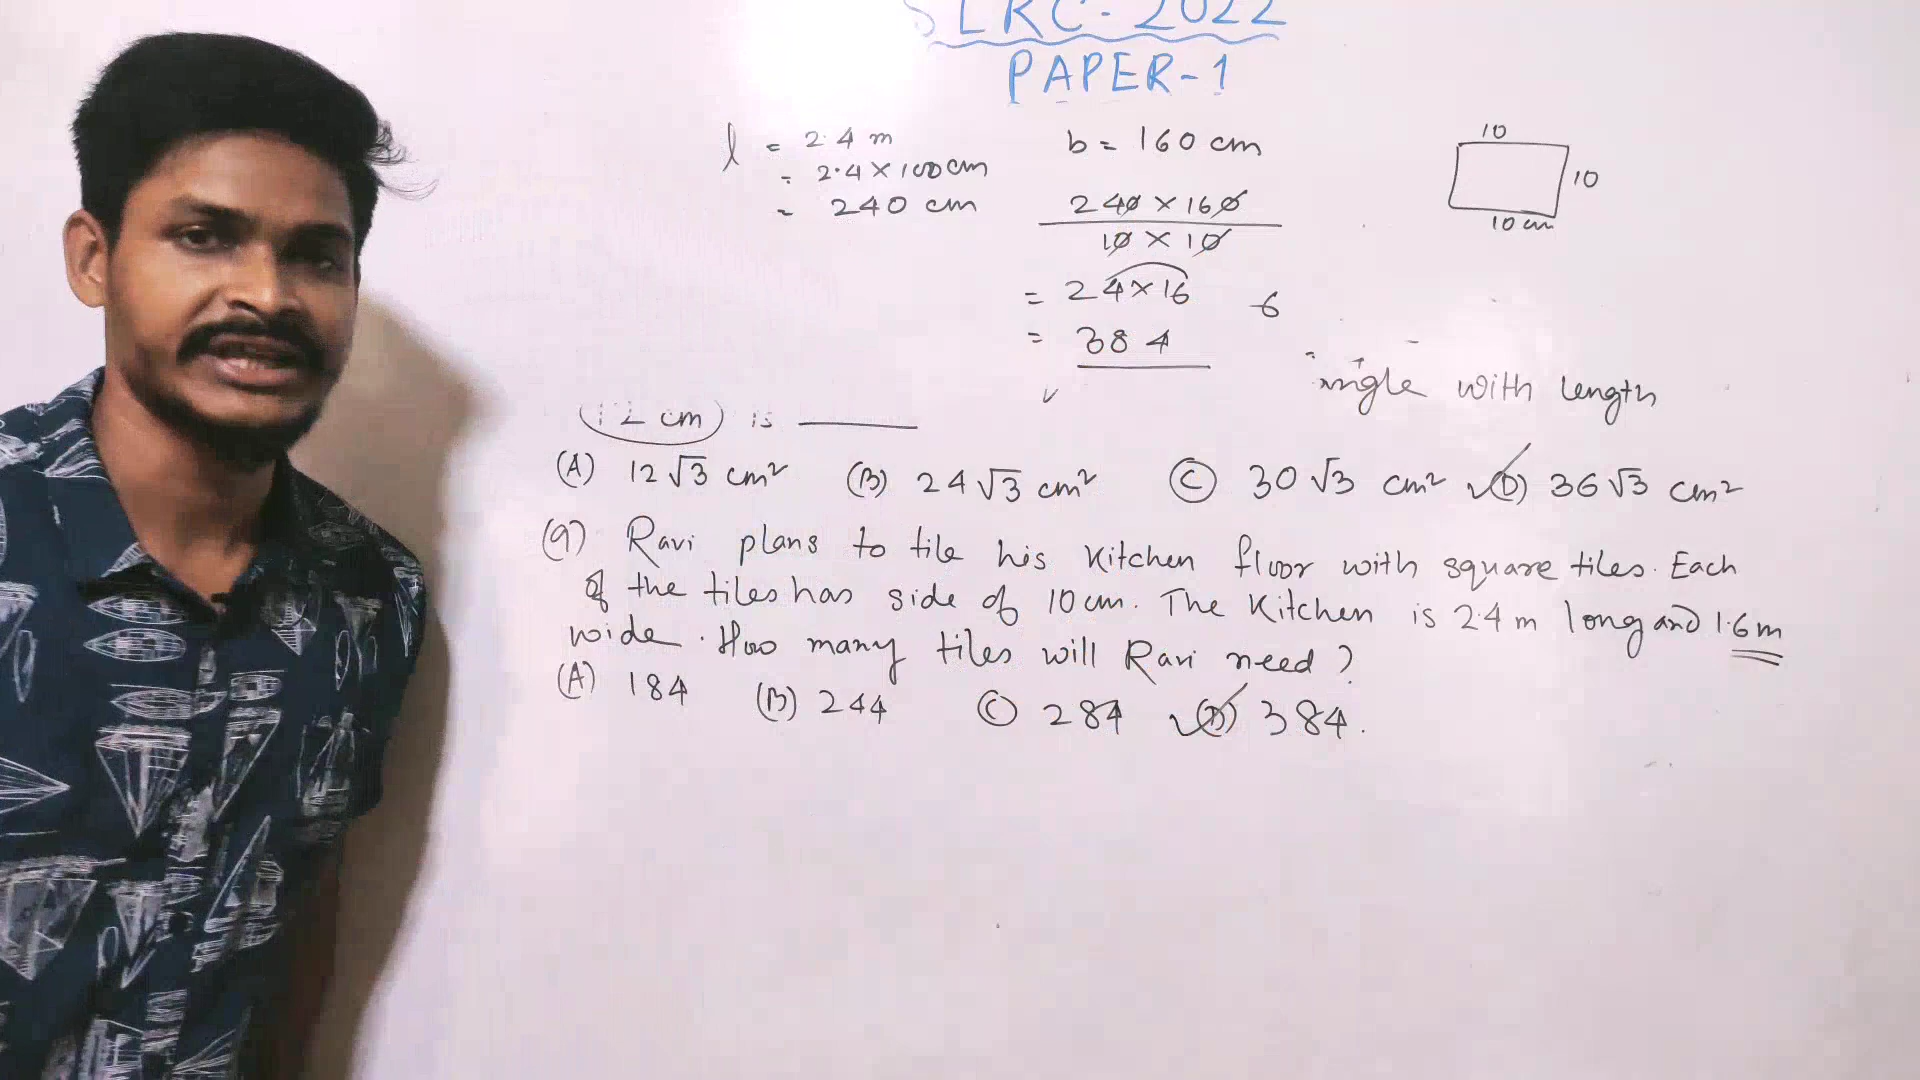 SLRC-2022
PAPER-1
l = 2.4 m
= 2.4 × 100 cm
= 240 cm
b = 160 cm
240 × 160
10 × 10
= 24 × 16
6
= 384
10
10
10 cm
angle with length
12 cm is ______
(A) 12√3 cm² (B) 24√3 cm² (C) 30√3 cm² (D) 36√3 cm²
(9) Ravi plans to tile his Kitchen floor with square tiles. Each
of the tiles has side of 10 cm. The Kitchen is 2.4 m long and 1.6 m
wide. How many tiles will Ravi need?
(A) 184 (B) 244 (C) 284 (D) 384.